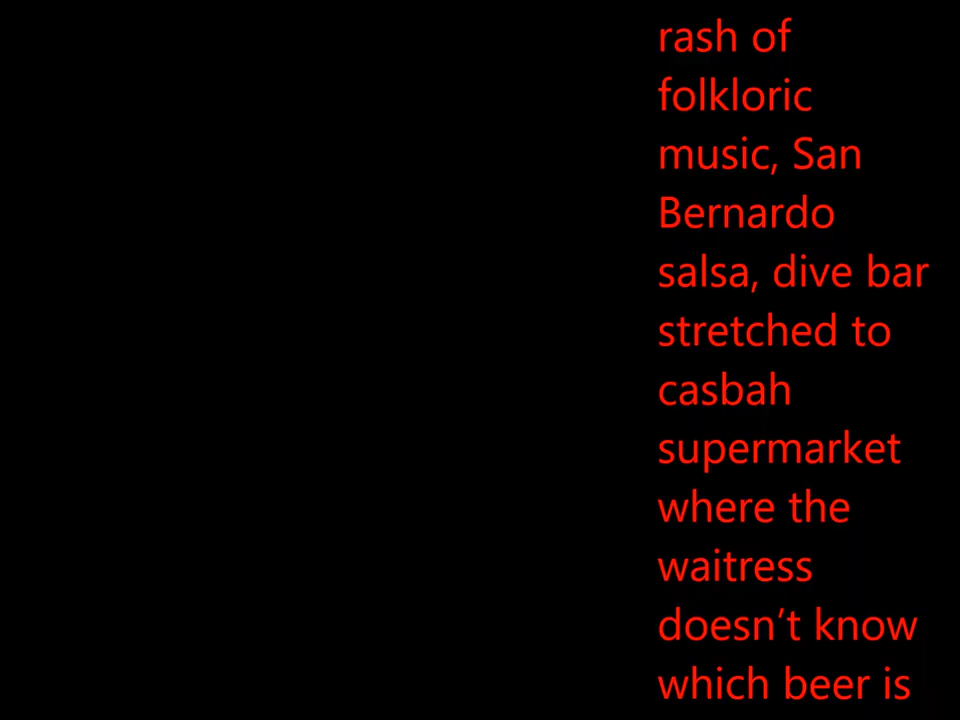 rash of
folkloric
music, San
Bernardo
salsa, dive bar
stretched to
casbah
supermarket
where the
waitress
doesn’t know
which beer is